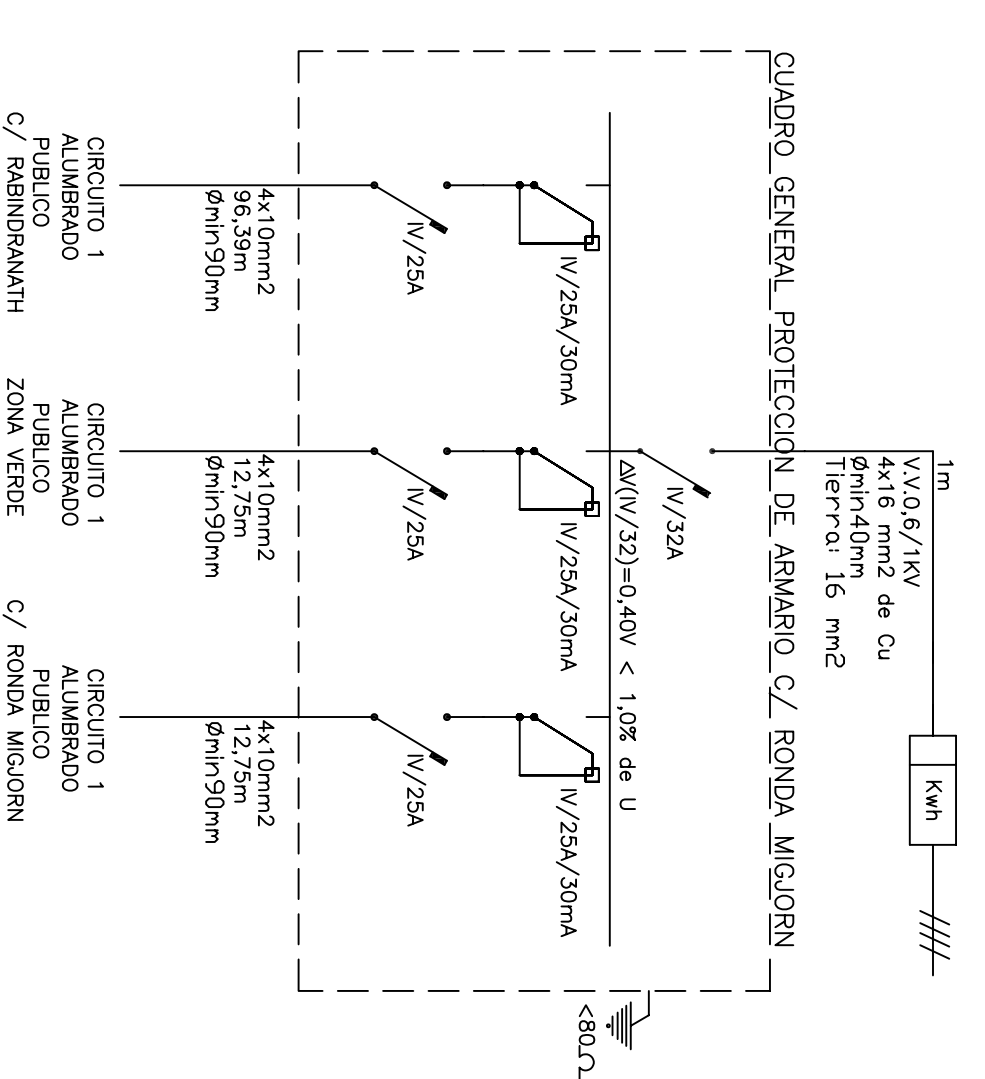 1m
V.V.0,6/1KV
4x16 mm2 de Cu
Ømin40mm
Tierra: 16 mm2
Kwh
CUADRO GENERAL PROTECCION DE ARMARIO C/ RONDA MIGJORN
IV/32A
ΔV(IV/32)=0,40V < 1,0% de U
<80Ω
IV/25A/30mA
IV/25A
4x10mm2
96,39m
Ømin90mm
CIRCUITO 1
ALUMBRADO
PUBLICO
C/ RABINDRANATH
IV/25A/30mA
IV/25A
4x10mm2
12,75m
Ømin90mm
CIRCUITO 1
ALUMBRADO
PUBLICO
ZONA VERDE
IV/25A/30mA
IV/25A
4x10mm2
12,75m
Ømin90mm
CIRCUITO 1
ALUMBRADO
PUBLICO
C/ RONDA MIGJORN